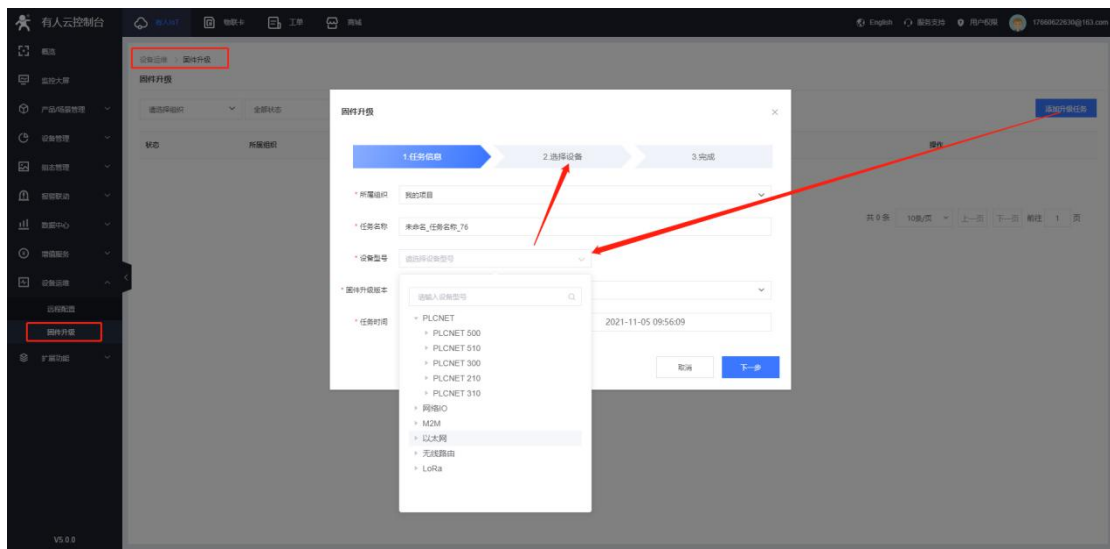 有人云控制台
有人云
物联卡
工单
商城
English
服务支持
用户权限
17669622630@163.com
概览
监控大屏
产品/场景管理
设备管理
组态管理
报警联动
数据中心
增值服务
设备运维
远程配置
固件升级
扩展功能
V5.0.0
设备运维 > 固件升级
固件升级
请选择组织
全部状态
添加升级任务
状态
所属组织
操作
共 0 条
10条/页
上一页
下一页
前往
1
页
固件升级
1.任务信息
2.选择设备
3.完成
* 所属组织
我的项目
* 任务名称
未命名_任务名称_76
* 设备型号
请选择设备型号
* 固件升级版本
* 任务时间
2021-11-05 09:56:09
请输入设备型号
PLCNET
PLCNET 500
PLCNET 510
PLCNET 300
PLCNET 210
PLCNET 310
网络IO
M2M
以太网
无线路由
LoRa
取消
下一步